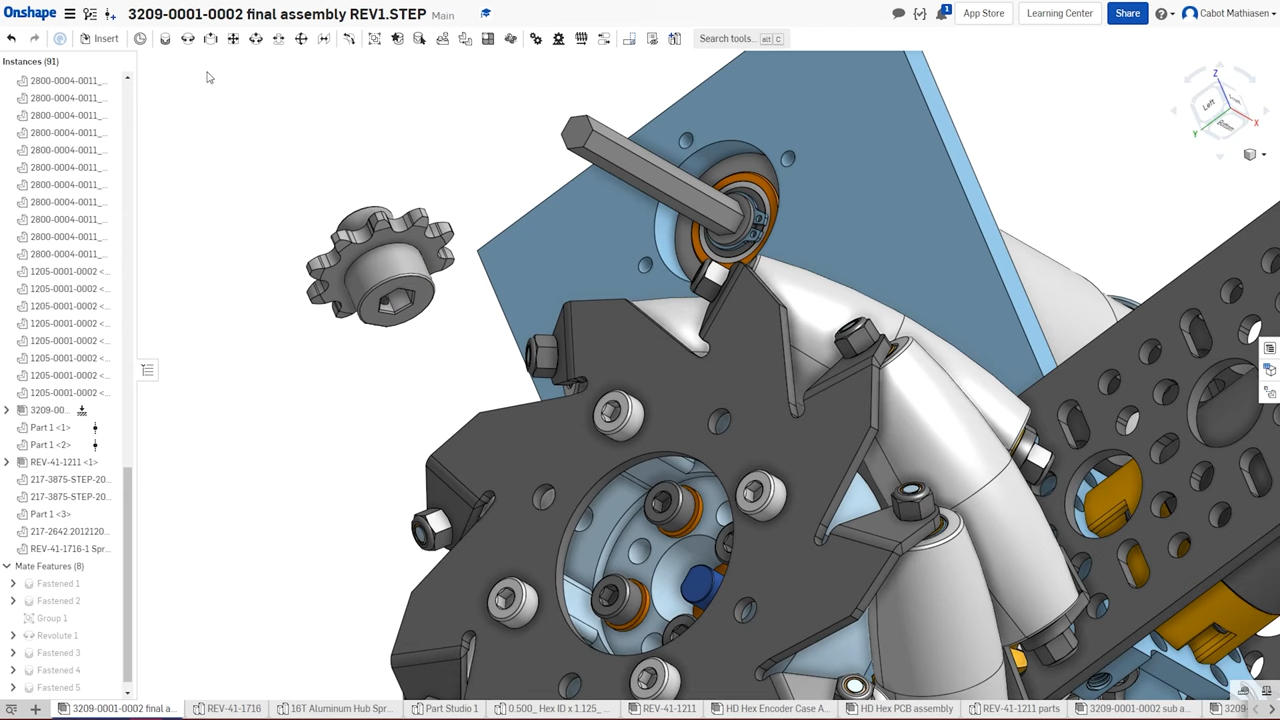 Onshape
3209-0001-0002 final assembly REV1.STEP Main
1
App Store
Learning Center
Share
Cabot Mathiasen
Insert
Search tools... alt C
Instances (91)
2800-0004-0011_...
2800-0004-0011_...
2800-0004-0011_...
2800-0004-0011_...
2800-0004-0011_...
2800-0004-0011_...
2800-0004-0011_...
2800-0004-0011_...
2800-0004-0011_...
2800-0004-0011_...
2800-0004-0011_...
1205-0001-0002 <...
1205-0001-0002 <...
1205-0001-0002 <...
1205-0001-0002 <...
1205-0001-0002 <...
1205-0001-0002 <...
1205-0001-0002 <...
1205-0001-0002 <...
3209-00...
Part 1 <1>
Part 1 <2>
REV-41-1211 <1>
217-3875-STEP-20...
217-3875-STEP-20...
Part 1 <3>
217-2642.2012120...
REV-41-1716-1 Spr...
Mate Features (8)
Fastened 1
Fastened 2
Group 1
Revolute 1
Fastened 3
Fastened 4
Fastened 5
Z
Left
X
Y
Bottom
3209-0001-0002 final a...
REV-41-1716
16T Aluminum Hub Spr...
Part Studio 1
0.500_ Hex ID x 1.125_ ...
REV-41-1211
HD Hex Encoder Case A...
HD Hex PCB assembly
REV-41-1211 parts
3209-0001-0002 sub a...
3209-